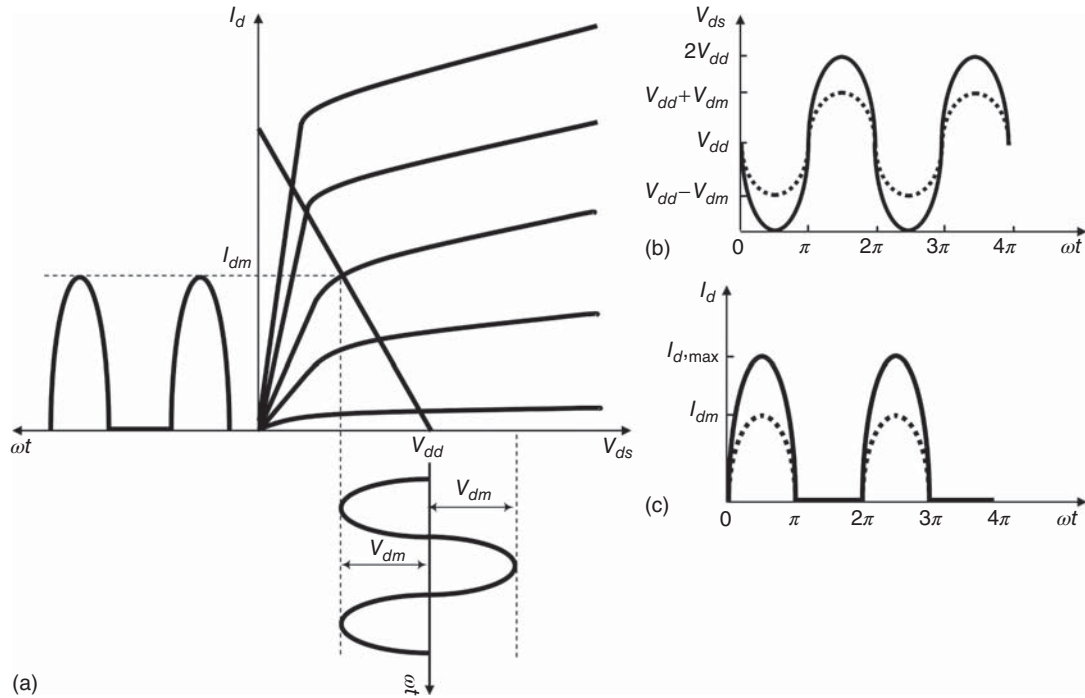 I_d
I_dm
ωt
V_dd
V_ds
V_dm
V_dm
ωt
(a)
V_ds
2V_dd
V_dd+V_dm
V_dd
V_dd−V_dm
0 π 2π 3π 4π ωt
(b)
I_d
I_d,max
I_dm
0 π 2π 3π 4π ωt
(c)